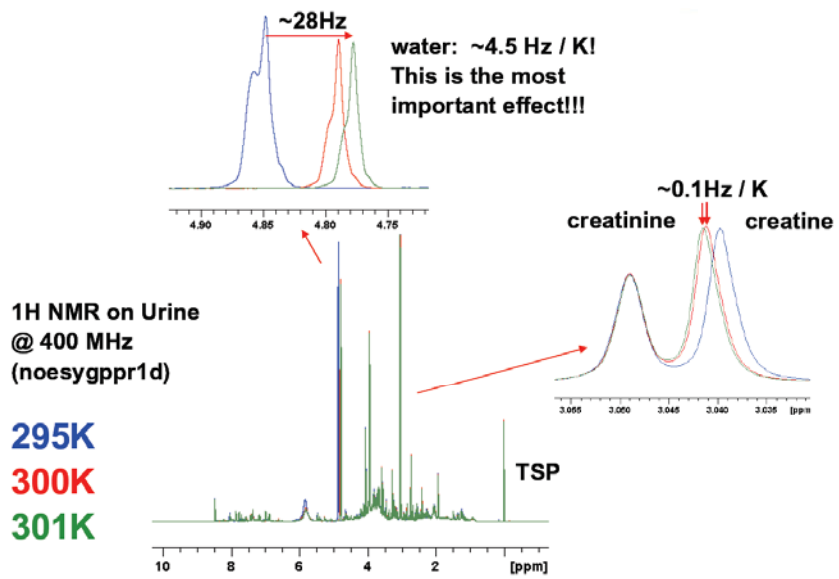 ~28Hz
water: ~4.5 Hz / K!
This is the most
important effect!!!
4.90 4.85 4.80 4.75
~0.1Hz / K
creatinine creatine
3.055 3.050 3.045 3.040 3.035 [ppm
1H NMR on Urine
@ 400 MHz
(noesygppr1d)
295K
300K
301K
TSP
10 8 6 4 2 [ppm]